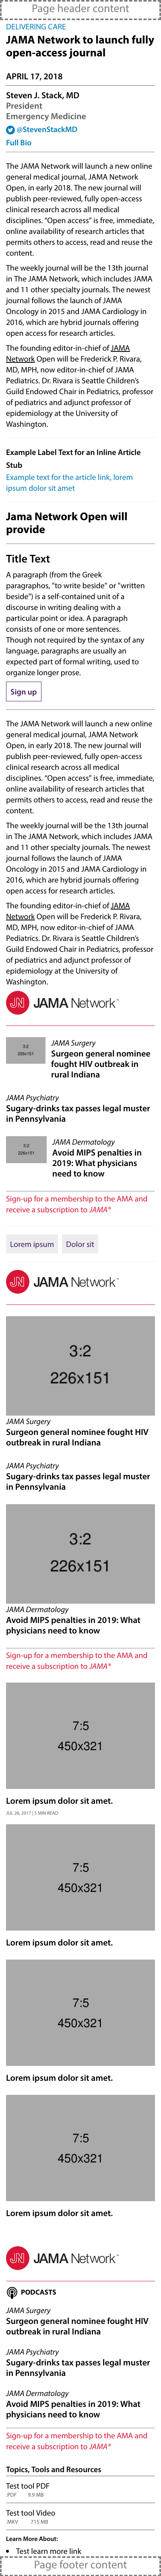 Page header content
DELIVERING CARE
JAMA Network to launch fully
open-access journal
APRIL 17, 2018
Steven J. Stack, MD
President
Emergency Medicine
@StevenStackMD
Full Bio
The JAMA Network will launch a new online
general medical journal, JAMA Network
Open, in early 2018. The new journal will
publish peer-reviewed, fully open-access
clinical research across all medical
disciplines. “Open access” is free, immediate,
online availability of research articles that
permits others to access, read and reuse the
content.
The weekly journal will be the 13th journal
in The JAMA Network, which includes JAMA
and 11 other specialty journals. The newest
journal follows the launch of JAMA
Oncology in 2015 and JAMA Cardiology in
2016, which are hybrid journals offering
open access for research articles.
The founding editor-in-chief of JAMA
Network Open will be Frederick P. Rivara,
MD, MPH, now editor-in-chief of JAMA
Pediatrics. Dr. Rivara is Seattle Children’s
Guild Endowed Chair in Pediatrics, professor
of pediatrics and adjunct professor of
epidemiology at the University of
Washington.
Example Label Text for an Inline Article
Stub
Example text for the article link, lorem
ipsum dolor sit amet
Jama Network Open will
provide
Title Text
A paragraph (from the Greek
paragraphos, "to write beside" or "written
beside") is a self-contained unit of a
discourse in writing dealing with a
particular point or idea. A paragraph
consists of one or more sentences.
Though not required by the syntax of any
language, paragraphs are usually an
expected part of formal writing, used to
organize longer prose.
Sign up
The JAMA Network will launch a new online
general medical journal, JAMA Network
Open, in early 2018. The new journal will
publish peer-reviewed, fully open-access
clinical research across all medical
disciplines. “Open access” is free, immediate,
online availability of research articles that
permits others to access, read and reuse the
content.
The weekly journal will be the 13th journal
in The JAMA Network, which includes JAMA
and 11 other specialty journals. The newest
journal follows the launch of JAMA
Oncology in 2015 and JAMA Cardiology in
2016, which are hybrid journals offering
open access for research articles.
The founding editor-in-chief of JAMA
Network Open will be Frederick P. Rivara,
MD, MPH, now editor-in-chief of JAMA
Pediatrics. Dr. Rivara is Seattle Children’s
Guild Endowed Chair in Pediatrics, professor
of pediatrics and adjunct professor of
epidemiology at the University of
Washington.
JN JAMA Network™
3:2
226x151
JAMA Surgery
Surgeon general nominee
fought HIV outbreak in
rural Indiana
JAMA Psychiatry
Sugary-drinks tax passes legal muster
in Pennsylvania
3:2
226x151
JAMA Dermatology
Avoid MIPS penalties in
2019: What physicians
need to know
Sign-up for a membership to the AMA and
receive a subscription to JAMA®
Lorem ipsum
Dolor sit
JN JAMA Network™
3:2
226x151
JAMA Surgery
Surgeon general nominee fought HIV
outbreak in rural Indiana
JAMA Psychiatry
Sugary-drinks tax passes legal muster
in Pennsylvania
3:2
226x151
JAMA Dermatology
Avoid MIPS penalties in 2019: What
physicians need to know
Sign-up for a membership to the AMA and
receive a subscription to JAMA®
7:5
450x321
Lorem ipsum dolor sit amet.
JUL 28, 2017 | 5 MIN READ
7:5
450x321
Lorem ipsum dolor sit amet.
7:5
450x321
Lorem ipsum dolor sit amet.
7:5
450x321
Lorem ipsum dolor sit amet.
JN JAMA Network™
PODCASTS
JAMA Surgery
Surgeon general nominee fought HIV
outbreak in rural Indiana
JAMA Psychiatry
Sugary-drinks tax passes legal muster
in Pennsylvania
JAMA Dermatology
Avoid MIPS penalties in 2019: What
physicians need to know
Sign-up for a membership to the AMA and
receive a subscription to JAMA®
Topics, Tools and Resources
Test tool PDF
.PDF 9.9 MB
Test tool Video
.MKV 715 MB
Learn More About:
Test learn more link
Page footer content